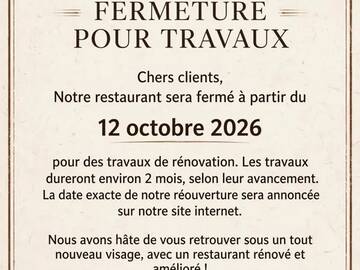 FERMETURE
POUR TRAVAUX
Chers clients,
Notre restaurant sera fermé à partir du
12 octobre 2026
pour des travaux de rénovation. Les travaux
dureront environ 2 mois, selon leur avancement.
La date exacte de notre réouverture sera annoncée
sur notre site internet.
Nous avons hâte de vous retrouver sous un tout
nouveau visage, avec un restaurant rénové et
amélioré !